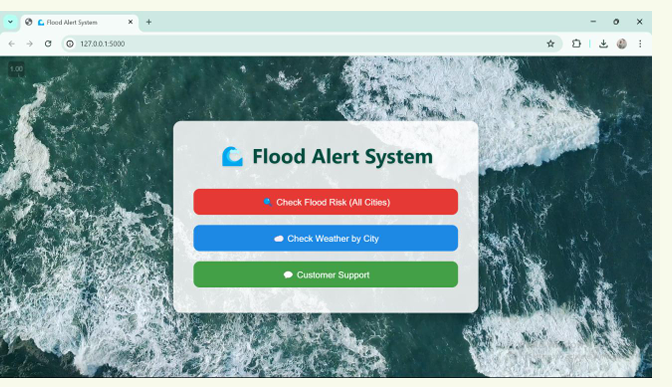 Flood Alert System
127.0.0.1:5000
1.00
Flood Alert System
Check Flood Risk (All Cities)
Check Weather by City
Customer Support